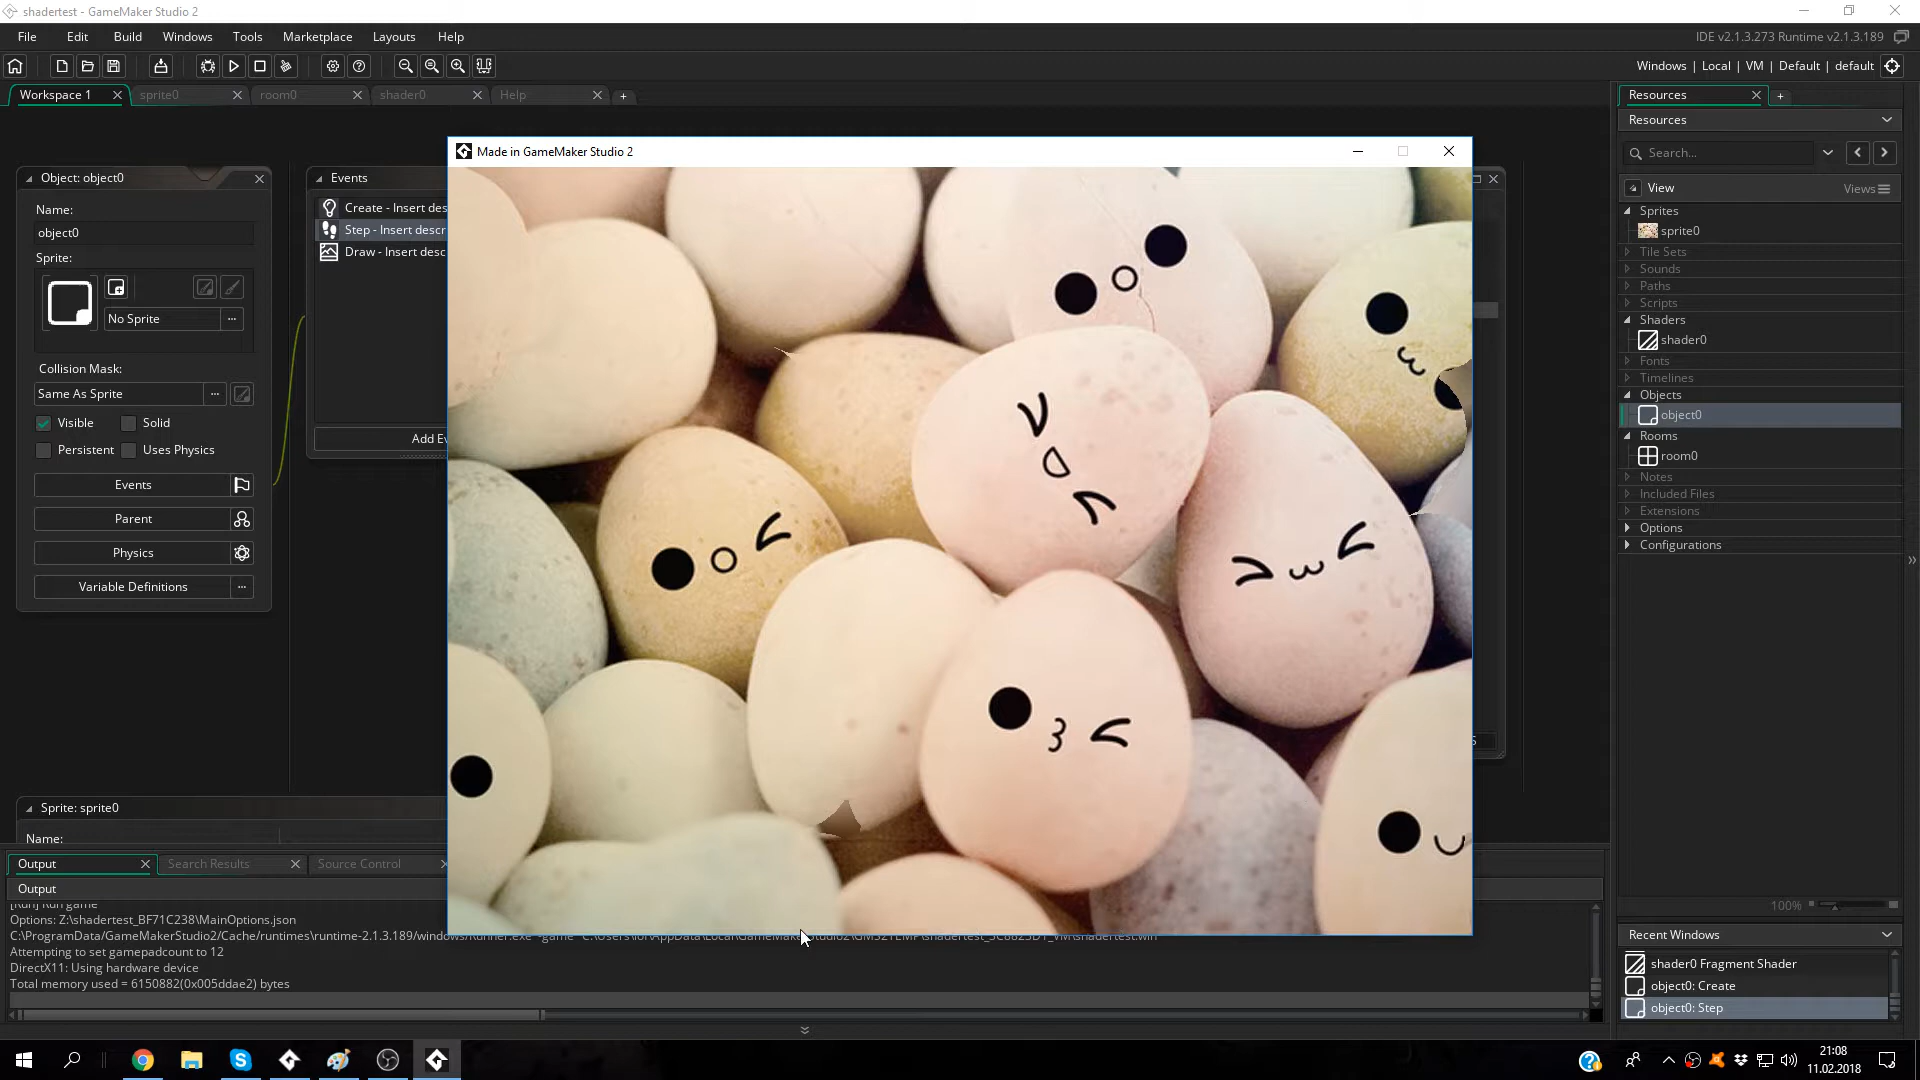 shadertest - GameMaker Studio 2
File Edit Build Windows Tools Marketplace Layouts Help
IDE v2.1.3.273 Runtime v2.1.3.189
Windows | Local | VM | Default | default
Workspace 1 sprite0 room0 shader0 Help
Resources
Resources
Search...
View Views
Sprites
sprite0
Tile Sets
Sounds
Paths
Scripts
Shaders
shader0
Fonts
Timelines
Objects
object0
Rooms
room0
Notes
Included Files
Extensions
Options
Configurations
100%
Recent Windows
shader0 Fragment Shader
object0: Create
object0: Step
Object: object0
Name:
object0
Sprite:
No Sprite
Collision Mask:
Same As Sprite
Visible Solid
Persistent Uses Physics
Events
Parent
Physics
Variable Definitions
Events
Create - Insert des
Step - Insert descr
Draw - Insert desc
Add Ev
Made in GameMaker Studio 2
Sprite: sprite0
Name:
Output Search Results Source Control
Output
[Run] Run game
Options: Z:\shadertest_BF71C238\MainOptions.json
Attempting to set gamepadcount to 12
DirectX11: Using hardware device
Total memory used = 6150882(0x005ddae2) bytes
21:08
11.02.2018